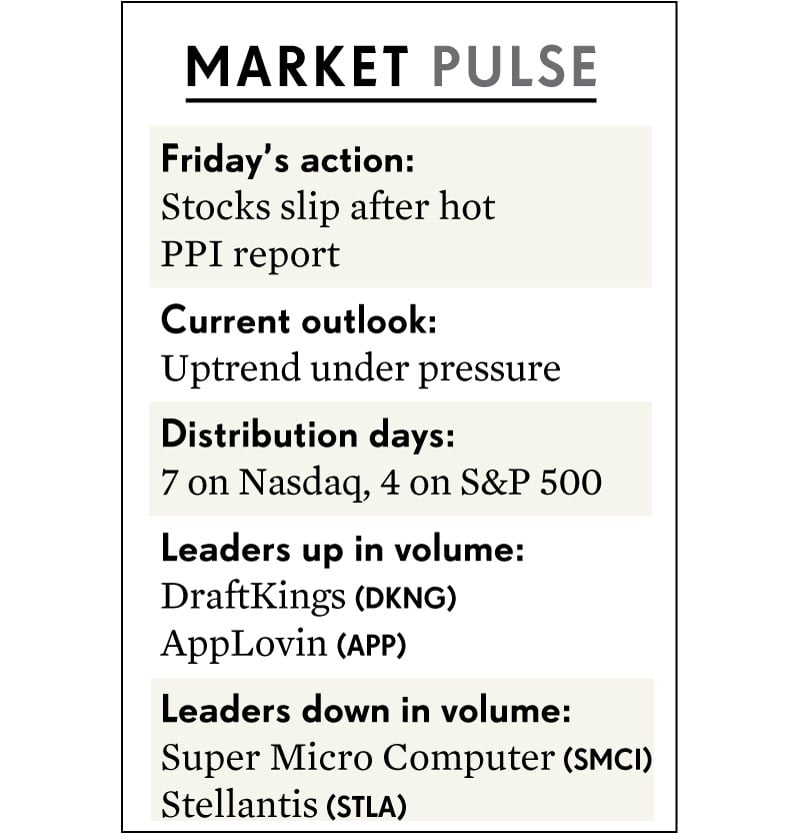 MARKET PULSE
Friday's action:
Stocks slip after hot
PPI report
Current outlook:
Uptrend under pressure
Distribution days:
7 on Nasdaq, 4 on S&P 500
Leaders up in volume:
DraftKings (DKNG)
AppLovin (APP)
Leaders down in volume:
Super Micro Computer (SMCI)
Stellantis (STLA)